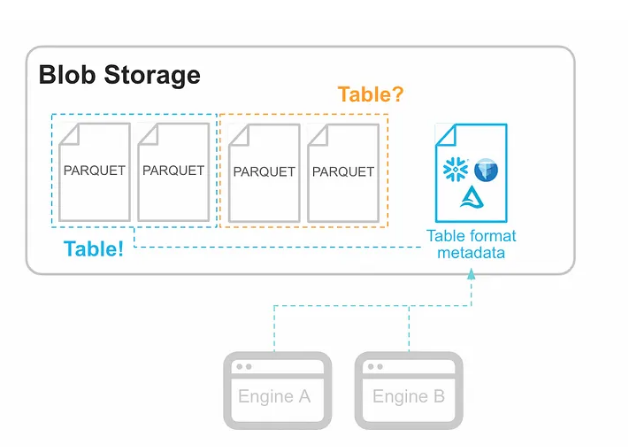 Blob Storage
Table?
PARQUET
PARQUET
PARQUET
PARQUET
Table!
Table format
metadata
Engine A
Engine B